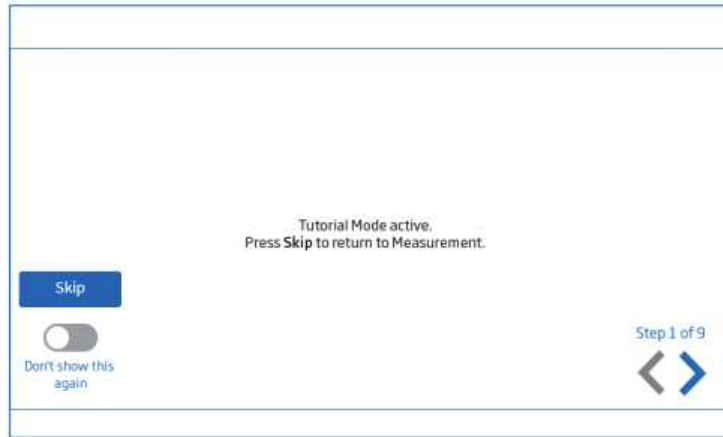 Tutorial Mode active.
Press Skip to return to Measurement.
Skip
Don't show this
again
Step 1 of 9